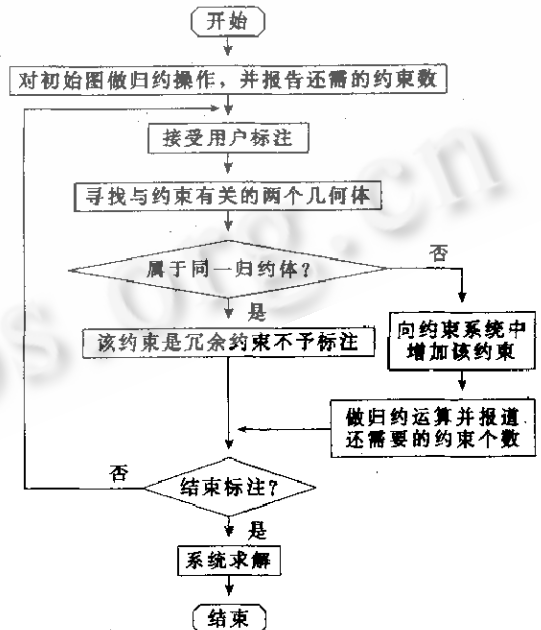 开始
对初始图做归约操作，并报告还需的约束数
接受用户标注
寻找与约束有关的两个几何体
属于同一归约体？
否
是
该约束是冗余约束不予标注
向约束系统中
增加该约束
做归约运算并报道
还需要的约束个数
否
结束标注？
是
系统求解
结束
os.org.cn